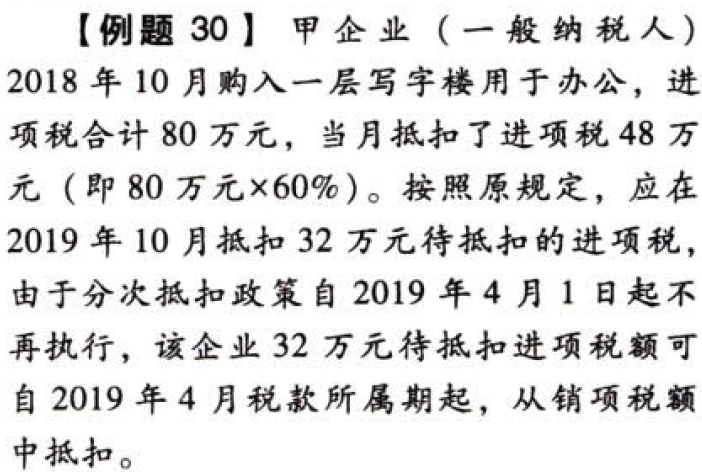 【例题 30】 甲企业（一般纳税人）
2018 年 10 月购入一层写字楼用于办公，进
项税合计 80 万元，当月抵扣了进项税 48 万
元（即 80 万元×60%）。按照原规定，应在
2019 年 10 月抵扣 32 万元待抵扣的进项税，
由于分次抵扣政策自 2019 年 4 月 1 日起不
再执行，该企业 32 万元待抵扣进项税额可
自 2019 年 4 月税款所属期起，从销项税额
中抵扣。